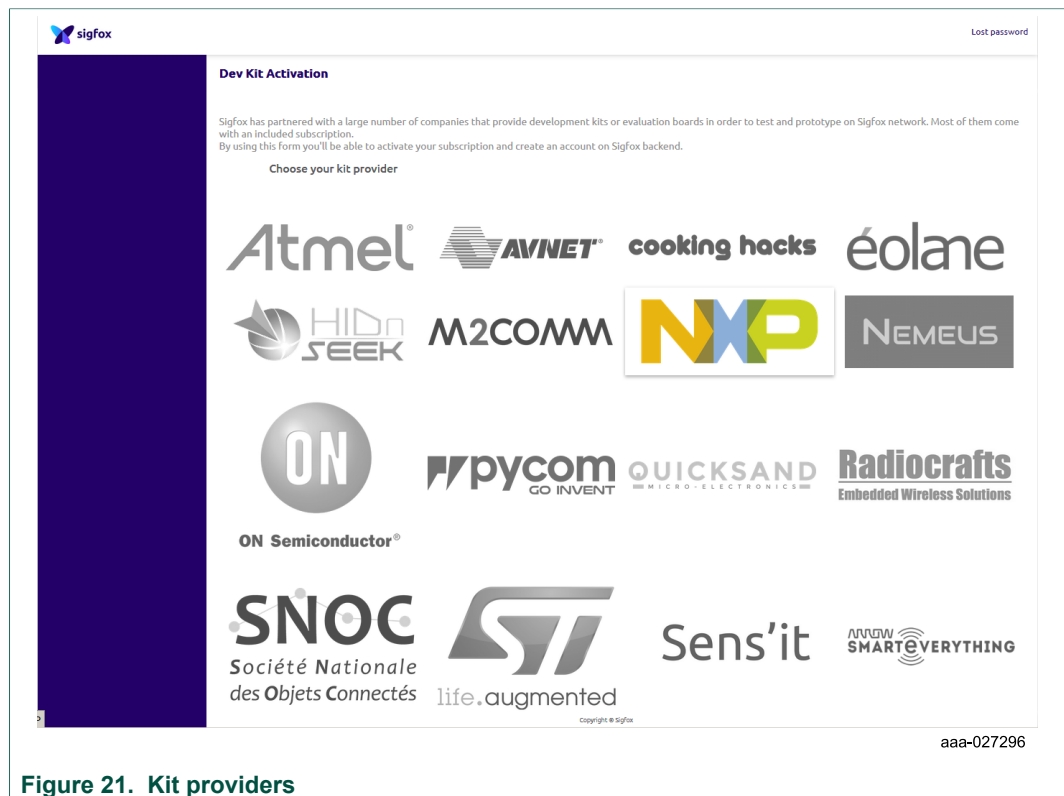 sigfox
Lost password
Dev Kit Activation
Sigfox has partnered with a large number of companies that provide development kits or evaluation boards in order to test and prototype on Sigfox network. Most of them come
with an included subscription.
By using this form you'll be able to activate your subscription and create an account on Sigfox backend.
Choose your kit provider
Atmel®
AVNET®
cooking hacks
éolane
HIDn
SEEK
M2COMM
NXP
NEMEUS
ON
ON Semiconductor®
pycom
GO INVENT
QUICKSAND
MICRO-ELECTRONICS
Radiocrafts
Embedded Wireless Solutions
SNOC
Société Nationale
des Objets Connectés
ST
life.augmented
Sens'it
ARROW
SMARTEVERYTHING
Copyright © Sigfox
aaa-027296
Figure 21. Kit providers